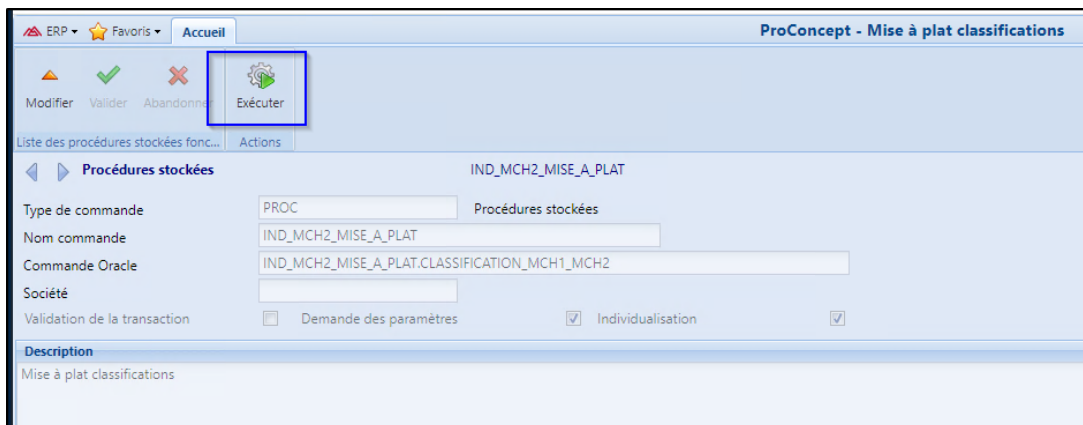 ERP Favoris Accueil ProConcept - Mise à plat classifications
Modifier Valider Abandonner Exécuter
Liste des procédures stockées fonc... Actions
Procédures stockées IND_MCH2_MISE_A_PLAT
Type de commande PROC Procédures stockées
Nom commande IND_MCH2_MISE_A_PLAT
Commande Oracle IND_MCH2_MISE_A_PLAT.CLASSIFICATION_MCH1_MCH2
Société
Validation de la transaction Demande des paramètres Individualisation
Description
Mise à plat classifications